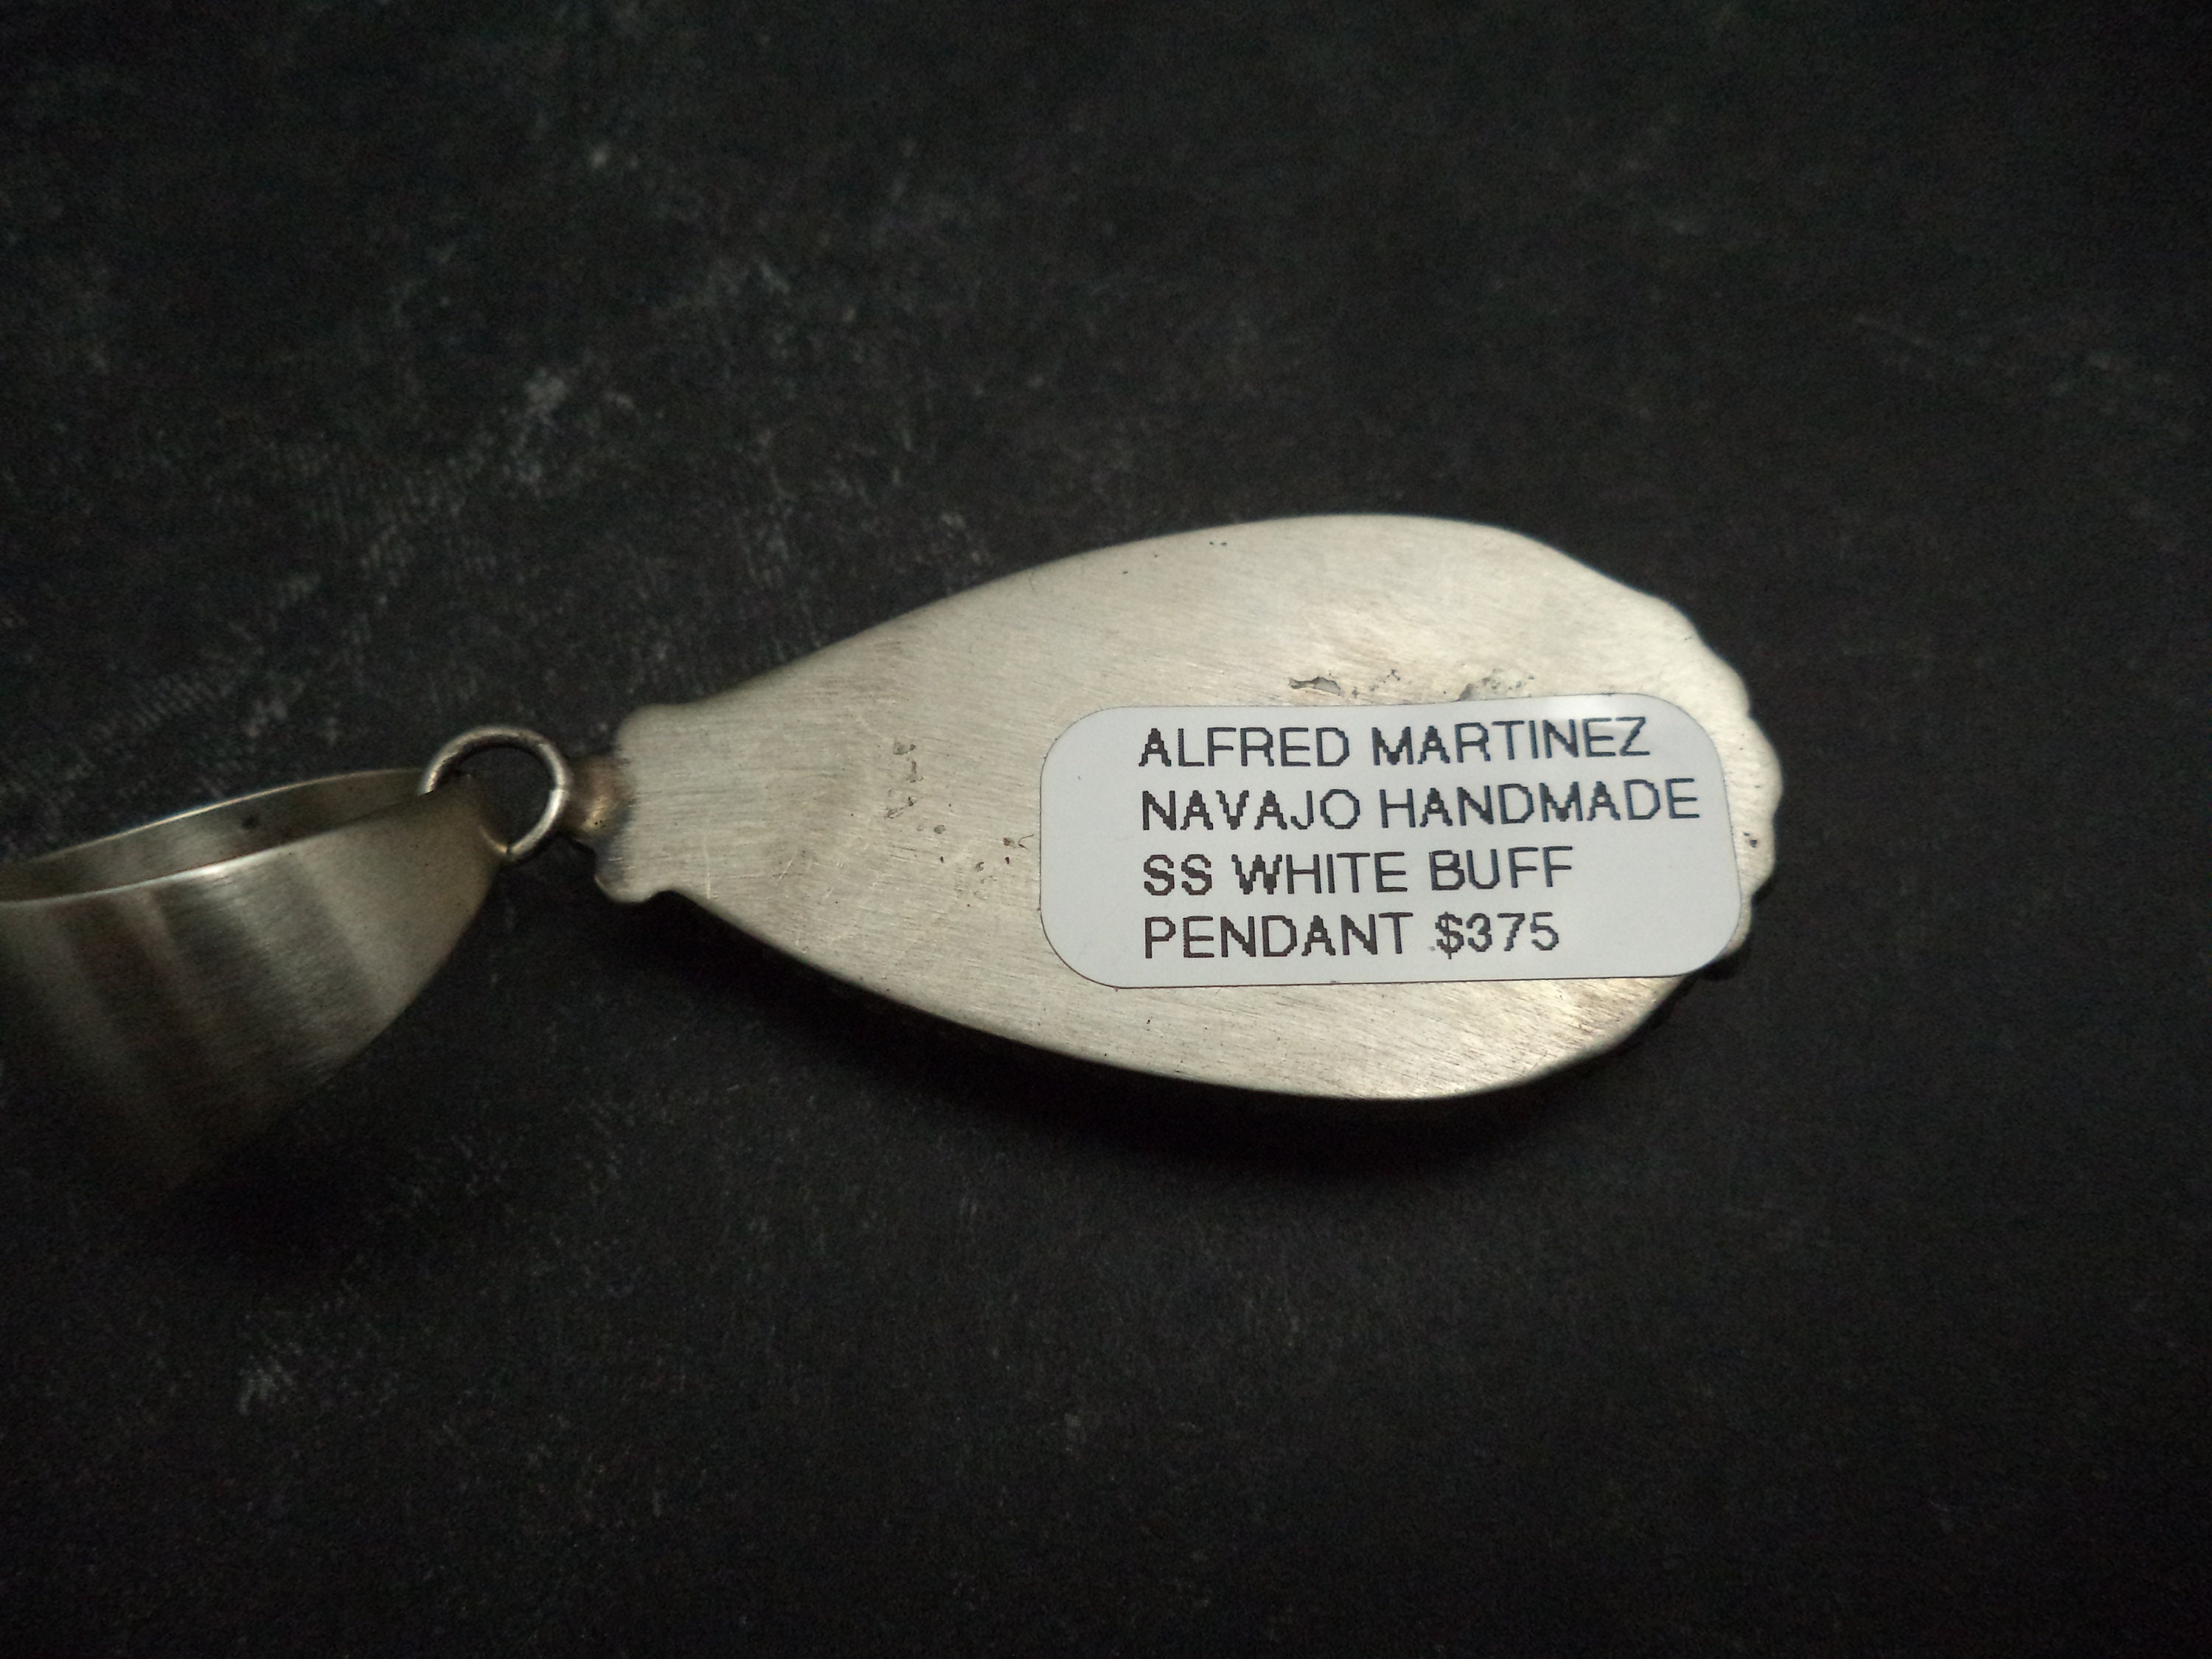 ALFRED MARTINEZ
NAVAJO HANDMADE
SS WHITE BUFF
PENDANT $375